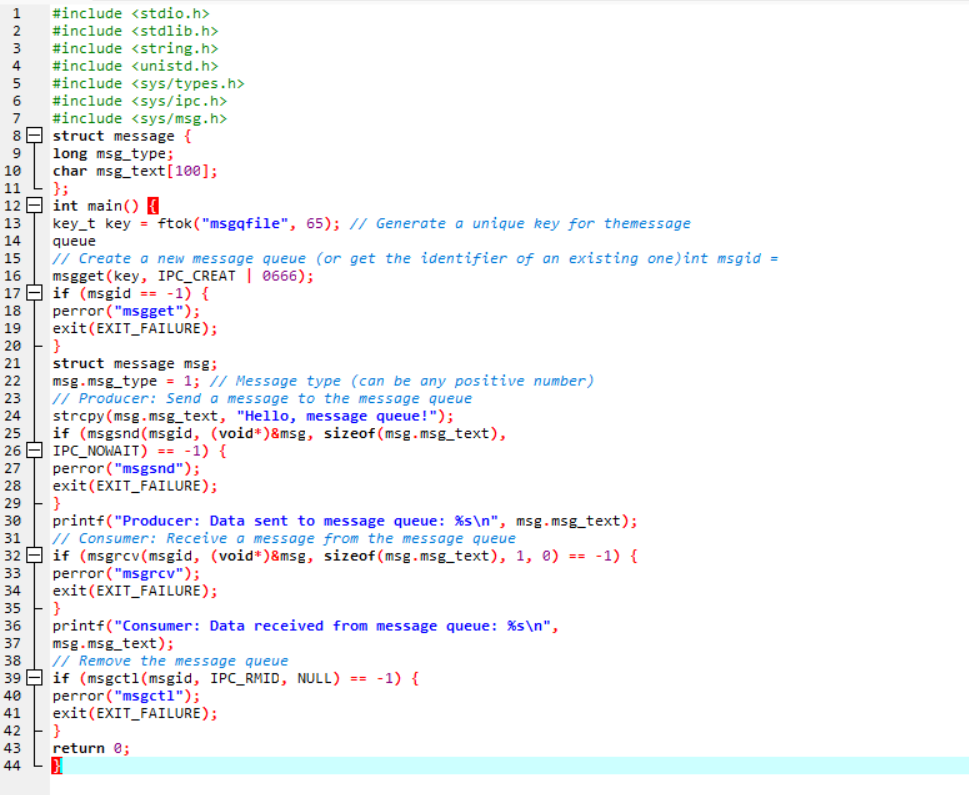 1 #include <stdio.h>
2 #include <stdlib.h>
3 #include <string.h>
4 #include <unistd.h>
5 #include <sys/types.h>
6 #include <sys/ipc.h>
7 #include <sys/msg.h>
8 struct message {
9 long msg_type;
10 char msg_text[100];
11 };
12 int main() {
13 key_t key = ftok("msgqfile", 65); // Generate a unique key for themessage
14 queue
15 // Create a new message queue (or get the identifier of an existing one)int msgid =
16 msgget(key, IPC_CREAT | 0666);
17 if (msgid == -1) {
18 perror("msgget");
19 exit(EXIT_FAILURE);
20 }
21 struct message msg;
22 msg.msg_type = 1; // Message type (can be any positive number)
23 // Producer: Send a message to the message queue
24 strcpy(msg.msg_text, "Hello, message queue!");
25 if (msgsnd(msgid, (void*)&msg, sizeof(msg.msg_text),
26 IPC_NOWAIT) == -1) {
27 perror("msgsnd");
28 exit(EXIT_FAILURE);
29 }
30 printf("Producer: Data sent to message queue: %s\n", msg.msg_text);
31 // Consumer: Receive a message from the message queue
32 if (msgrcv(msgid, (void*)&msg, sizeof(msg.msg_text), 1, 0) == -1) {
33 perror("msgrcv");
34 exit(EXIT_FAILURE);
35 }
36 printf("Consumer: Data received from message queue: %s\n",
37 msg.msg_text);
38 // Remove the message queue
39 if (msgctl(msgid, IPC_RMID, NULL) == -1) {
40 perror("msgctl");
41 exit(EXIT_FAILURE);
42 }
43 return 0;
44 }